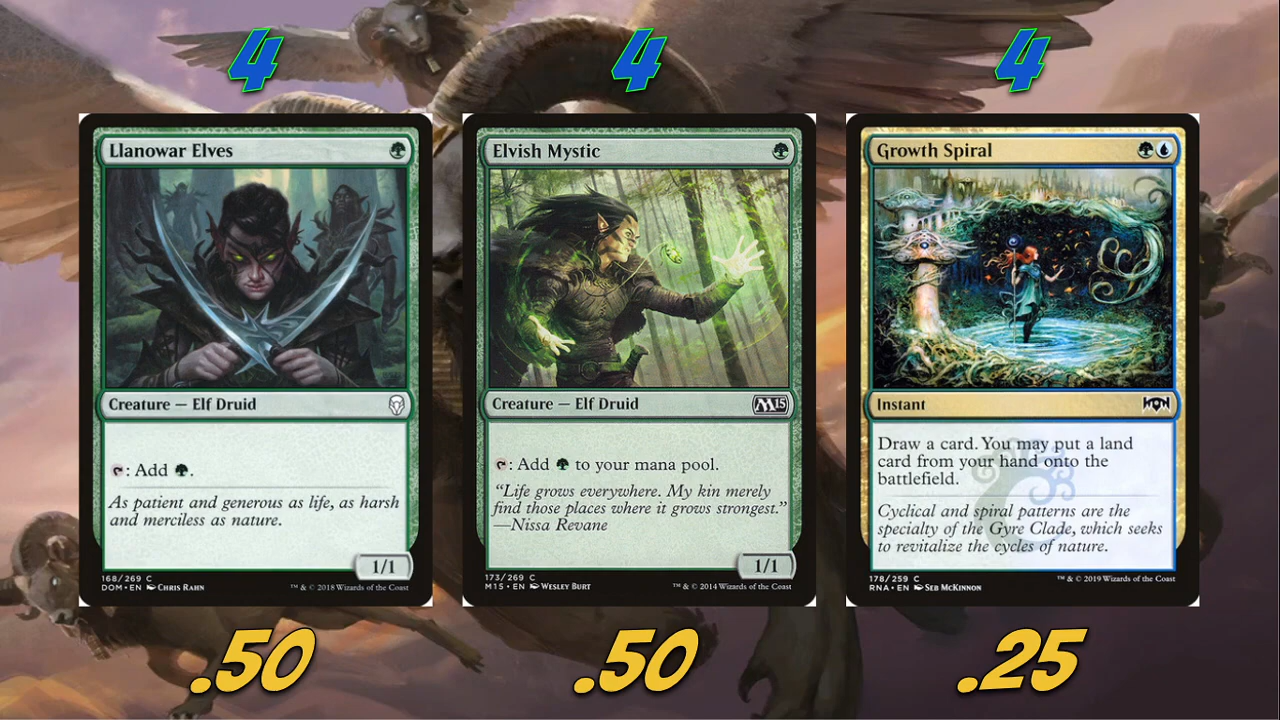 4
4
4
Llanowar Elves
Creature — Elf Druid
: Add .
As patient and generous as life, as harsh
and merciless as nature.
1/1
168/269 C
DOM • EN Chris Rahn
™ & © 2018 Wizards of the Coast
.50
Elvish Mystic
Creature — Elf Druid
M15
: Add to your mana pool.
“Life grows everywhere. My kin merely
find those places where it grows strongest.”
—Nissa Revane
1/1
173/269 C
M15 • EN Wesley Burt
™ & © 2014 Wizards of the Coast
.50
Growth Spiral
Instant
Draw a card. You may put a land
card from your hand onto the
battlefield.
Cyclical and spiral patterns are the
specialty of the Gyre Clade, which seeks
to revitalize the cycles of nature.
178/259 C
RNA • EN Seb McKinnon
™ & © 2019 Wizards of the Coast
.25